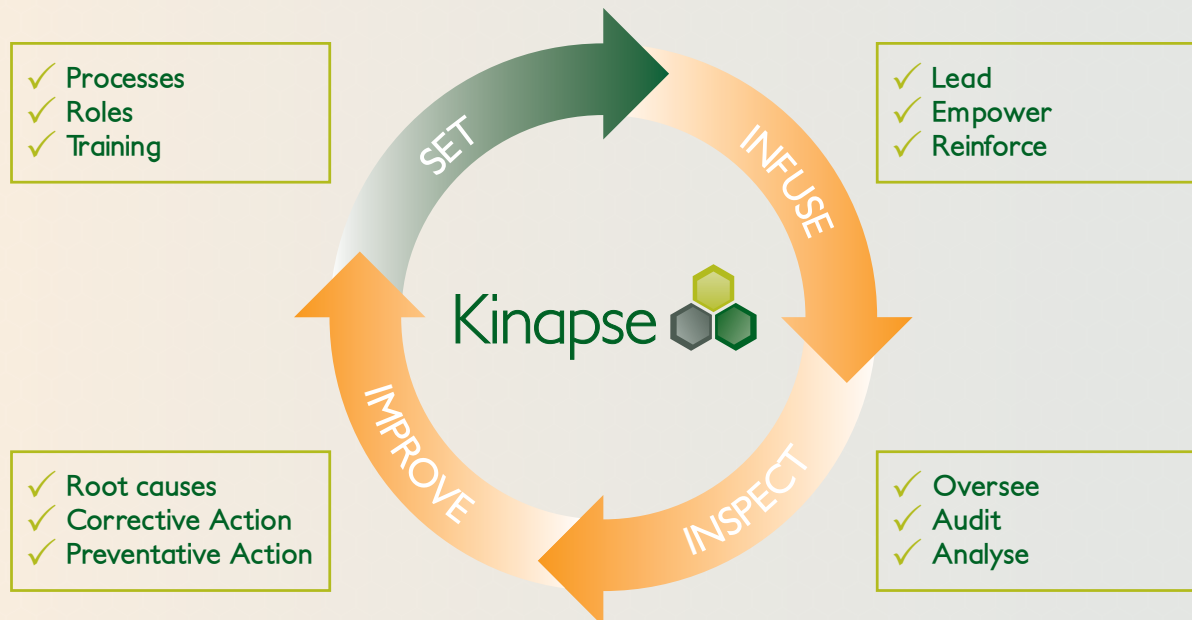 Processes
Roles
Training
SET
INFUSE
Lead
Empower
Reinforce
Kinapse
IMPROVE
INSPECT
Root causes
Corrective Action
Preventative Action
Oversee
Audit
Analyse